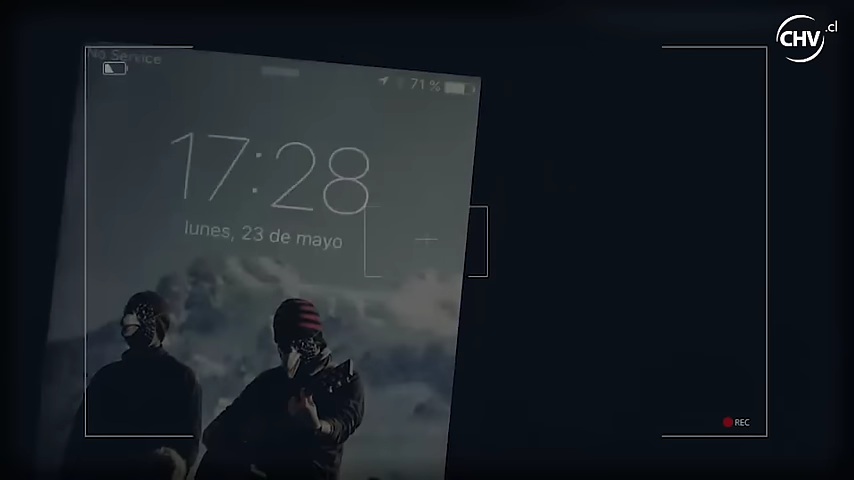 CHV.cl
No Service
71 %
17:28
lunes, 23 de mayo
REC